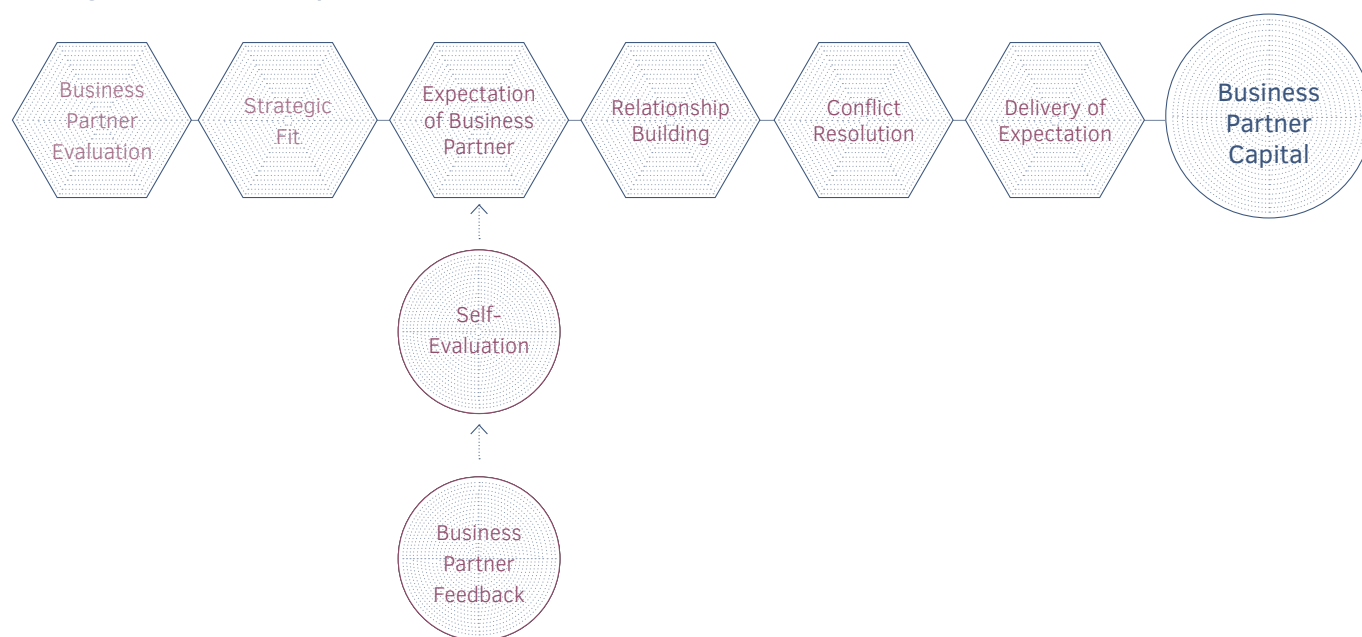 Business
Partner
Evaluation
Strategic
Fit
Expectation
of Business
Partner
Relationship
Building
Conflict
Resolution
Delivery of
Expectation
Business
Partner
Capital
Self-
Evaluation
Business
Partner
Feedback